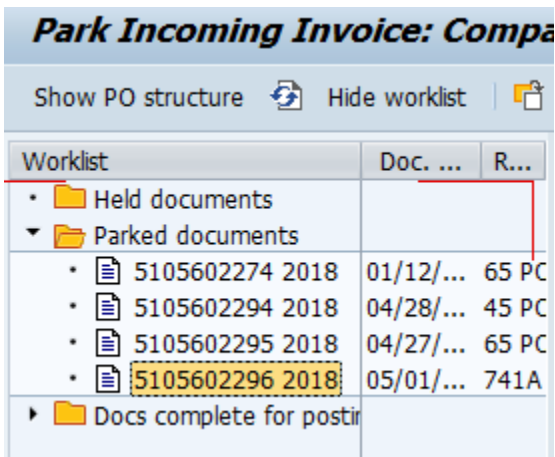 Park Incoming Invoice: Compa
Show PO structure Hide worklist
Worklist Doc. ... R...
Held documents
Parked documents
5105602274 2018 01/12/... 65 PC
5105602294 2018 04/28/... 45 PC
5105602295 2018 04/27/... 65 PC
5105602296 2018 05/01/... 741A
Docs complete for postin